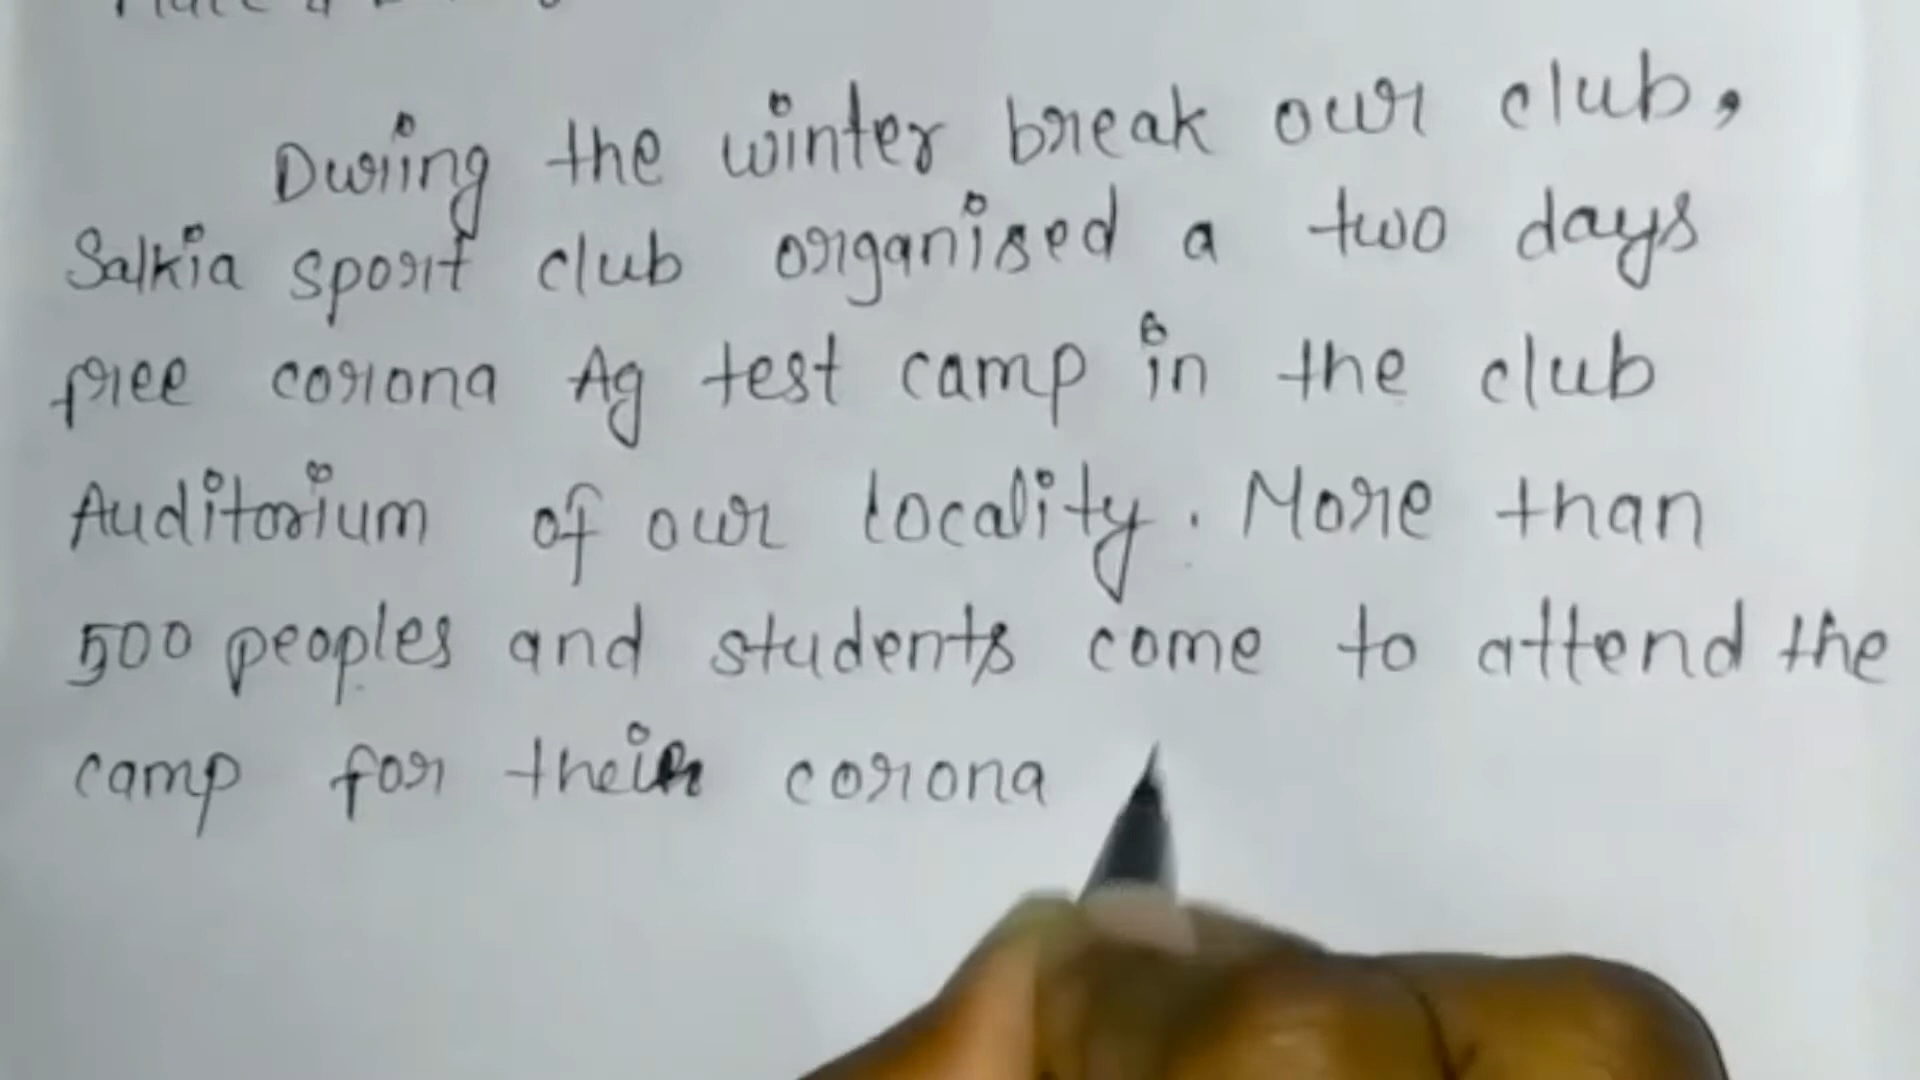 During the winter break our club,
Salkia sport club organised a two days
free corona Ag test camp in the club
Auditorium of our locality. More than
500 peoples and students come to attend the
camp for their corona